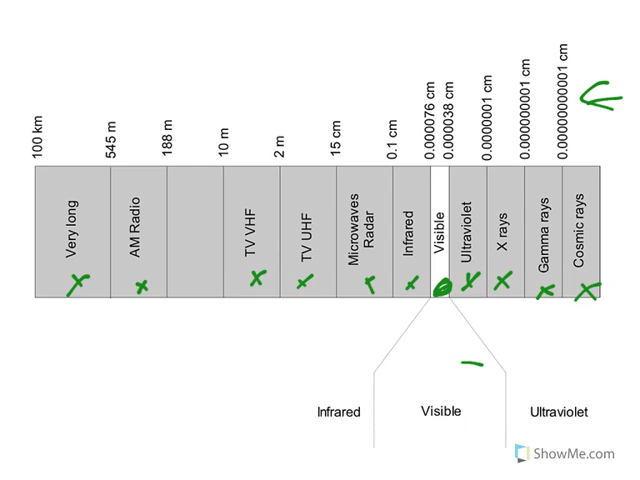 100 km
545 m
188 m
10 m
2 m
15 cm
0.1 cm
0.000076 cm
0.000038 cm
0.0000001 cm
0.000000001 cm
0.00000000001 cm
Very long
AM Radio
TV VHF
TV UHF
Microwaves
Radar
Infrared
Visible
Ultraviolet
X rays
Gamma rays
Cosmic rays
Infrared
Visible
Ultraviolet
ShowMe.com